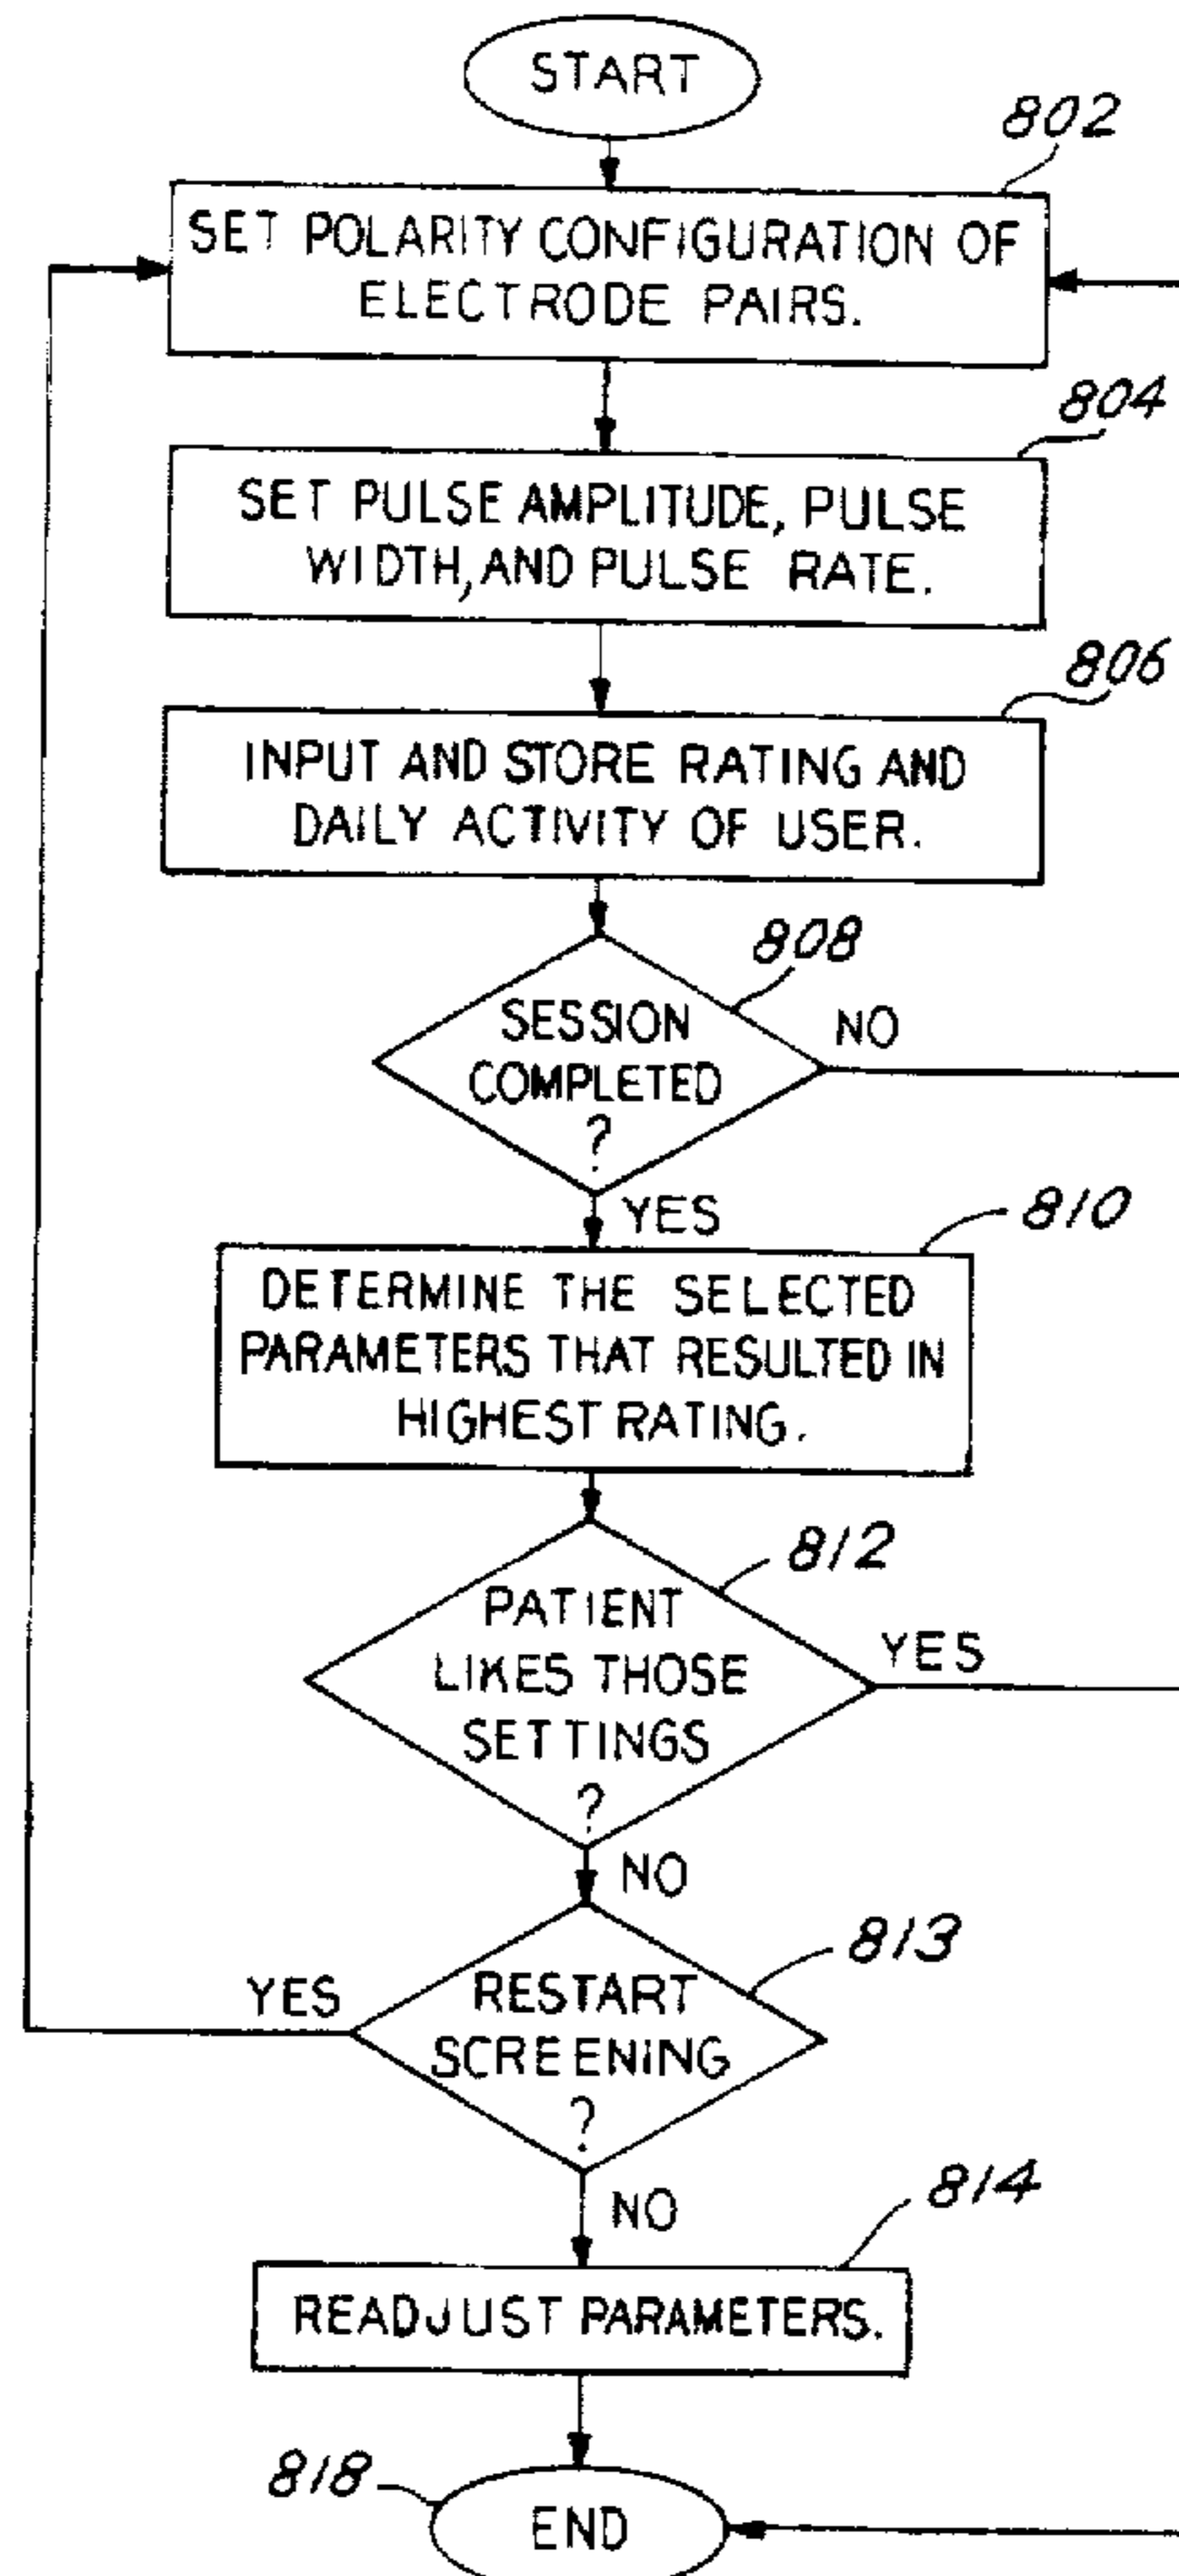 START
802
SET POLARITY CONFIGURATION OF
ELECTRODE PAIRS.
804
SET PULSE AMPLITUDE, PULSE
WIDTH, AND PULSE RATE.
806
INPUT AND STORE RATING AND
DAILY ACTIVITY OF USER.
808
SESSION
COMPLETED
?
NO
YES
810
DETERMINE THE SELECTED
PARAMETERS THAT RESULTED IN
HIGHEST RATING.
812
PATIENT
LIKES THOSE
SETTINGS
?
YES
NO
813
RESTART
SCREENING
?
YES
NO
814
READJUST PARAMETERS.
818
END